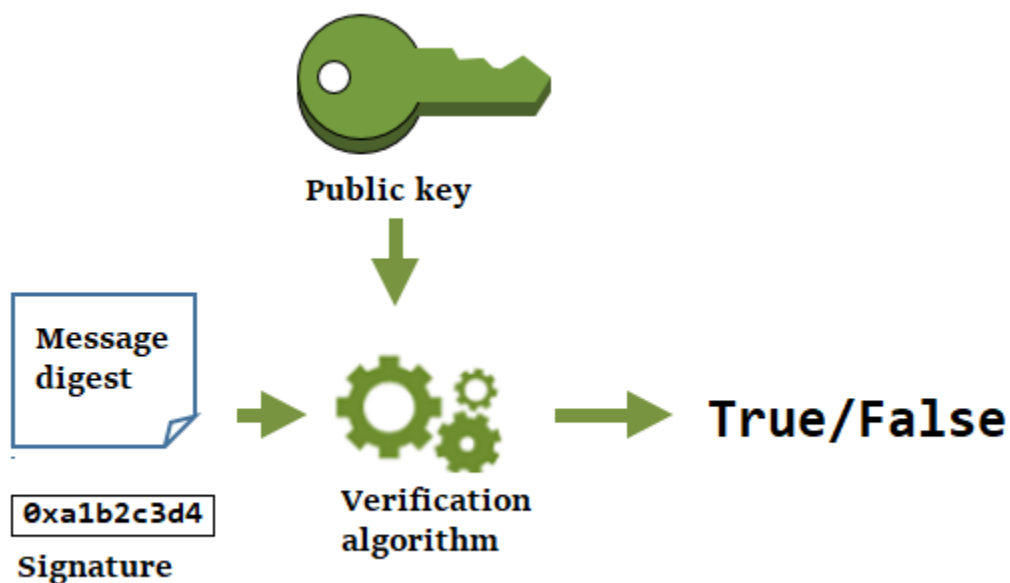 Public key
Message
digest
True/False
0xa1b2c3d4
Verification
algorithm
Signature